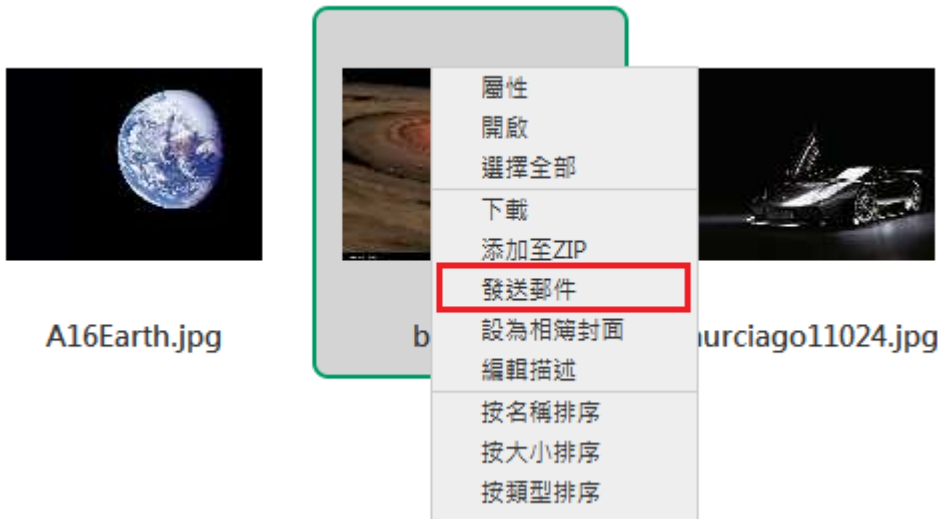 屬性
開啟
選擇全部
下載
添加至ZIP
發送郵件
設為相簿封面
編輯描述
按名稱排序
按大小排序
按類型排序
A16Earth.jpg
b
urciago11024.jpg